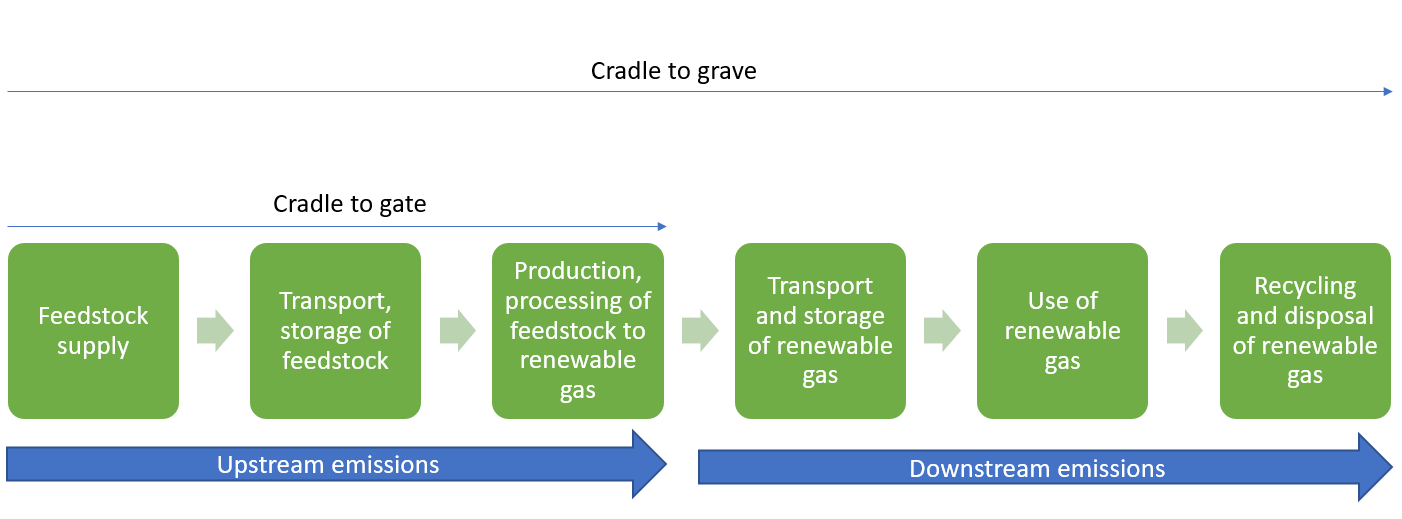 Cradle to grave
Cradle to gate
Feedstock
supply
Transport,
storage of
feedstock
Production,
processing of
feedstock to
renewable
gas
Transport
and storage
of renewable
gas
Use of
renewable
gas
Recycling
and disposal
of renewable
gas
Upstream emissions
Downstream emissions